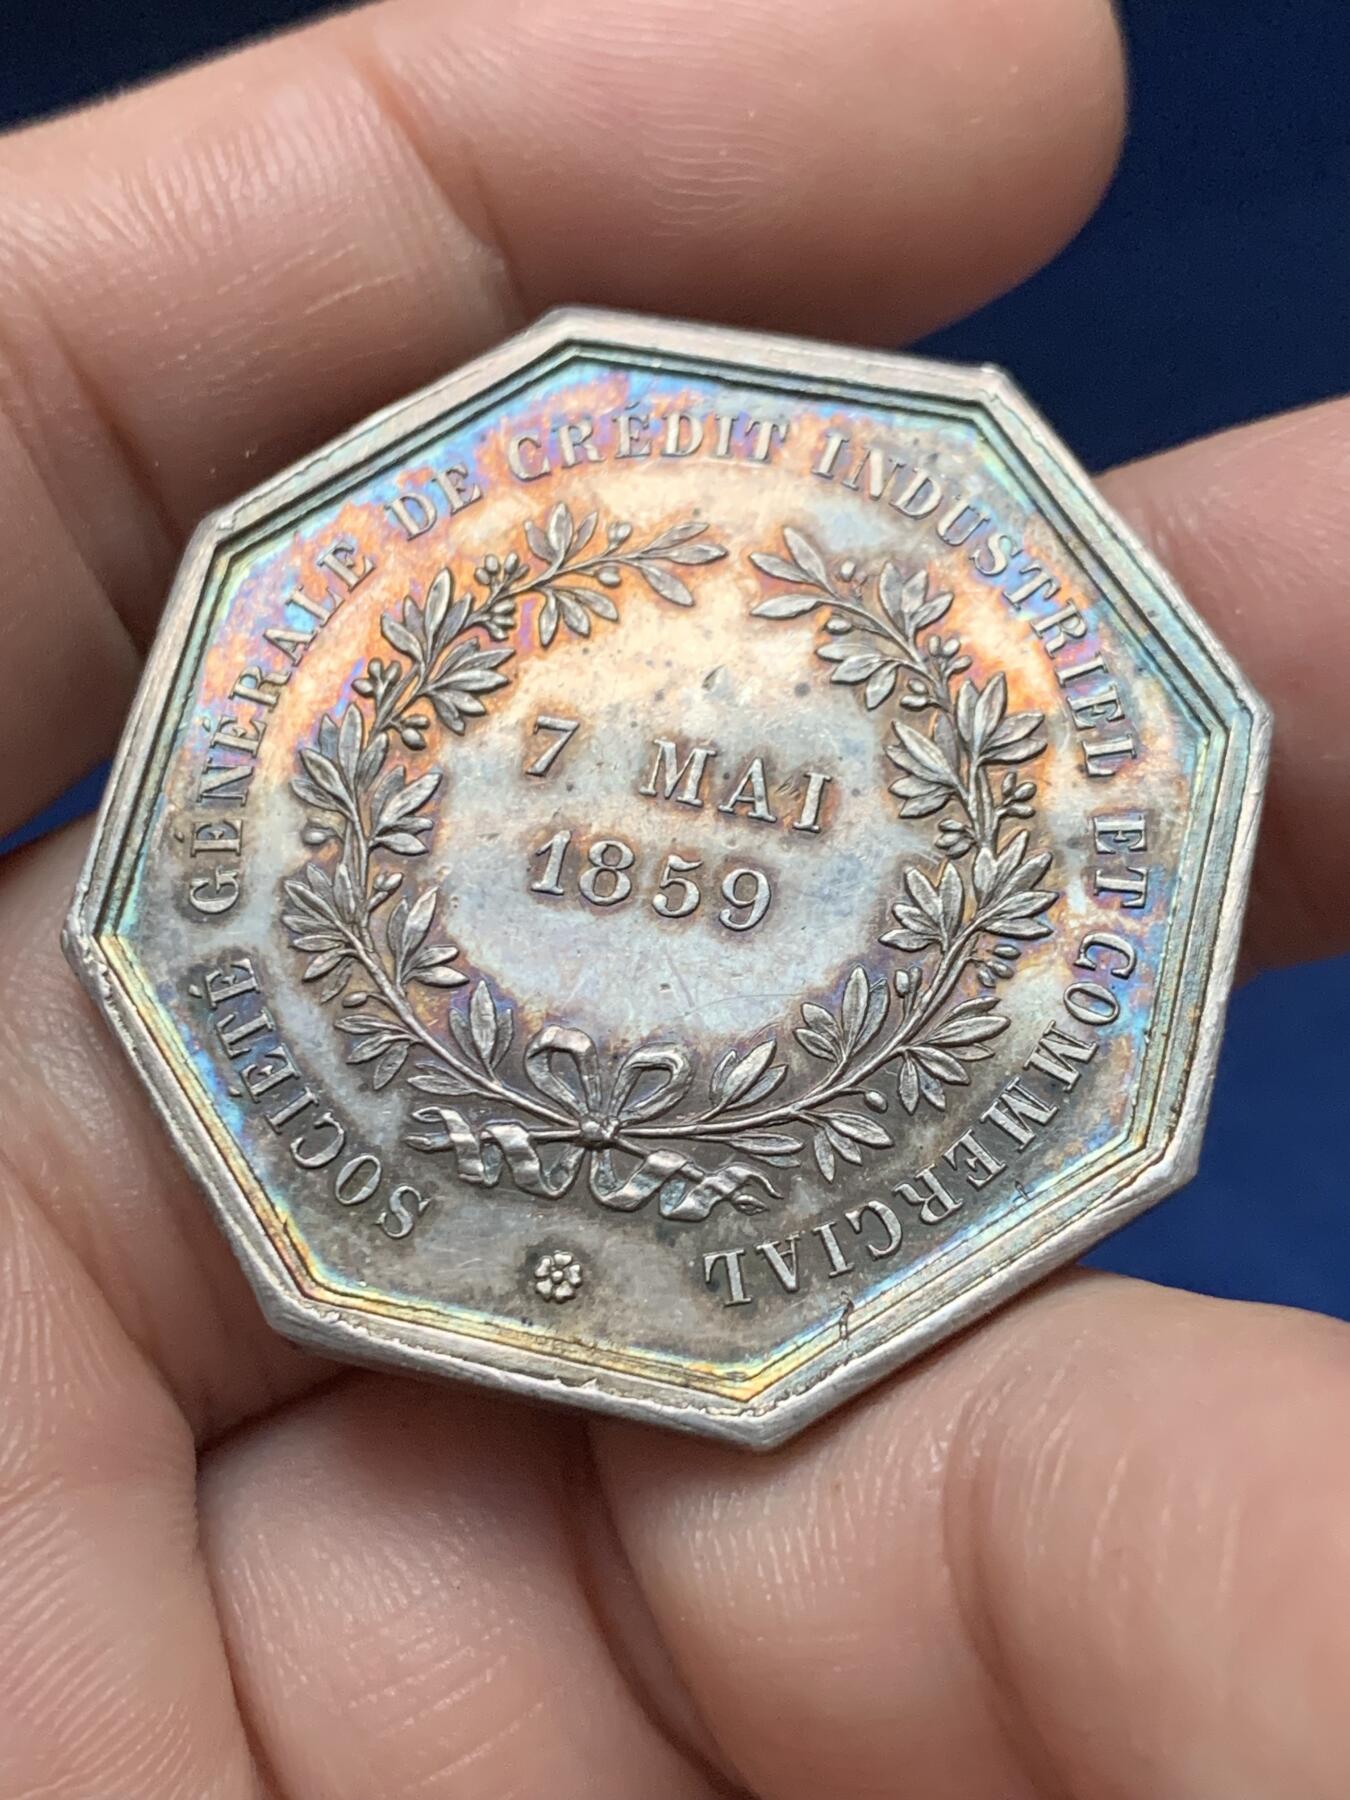 SOCIÉTÉ GÉNÉRALE DE CRÉDIT INDUSTRIEL ET COMMERCIAL
7 MAI
1859